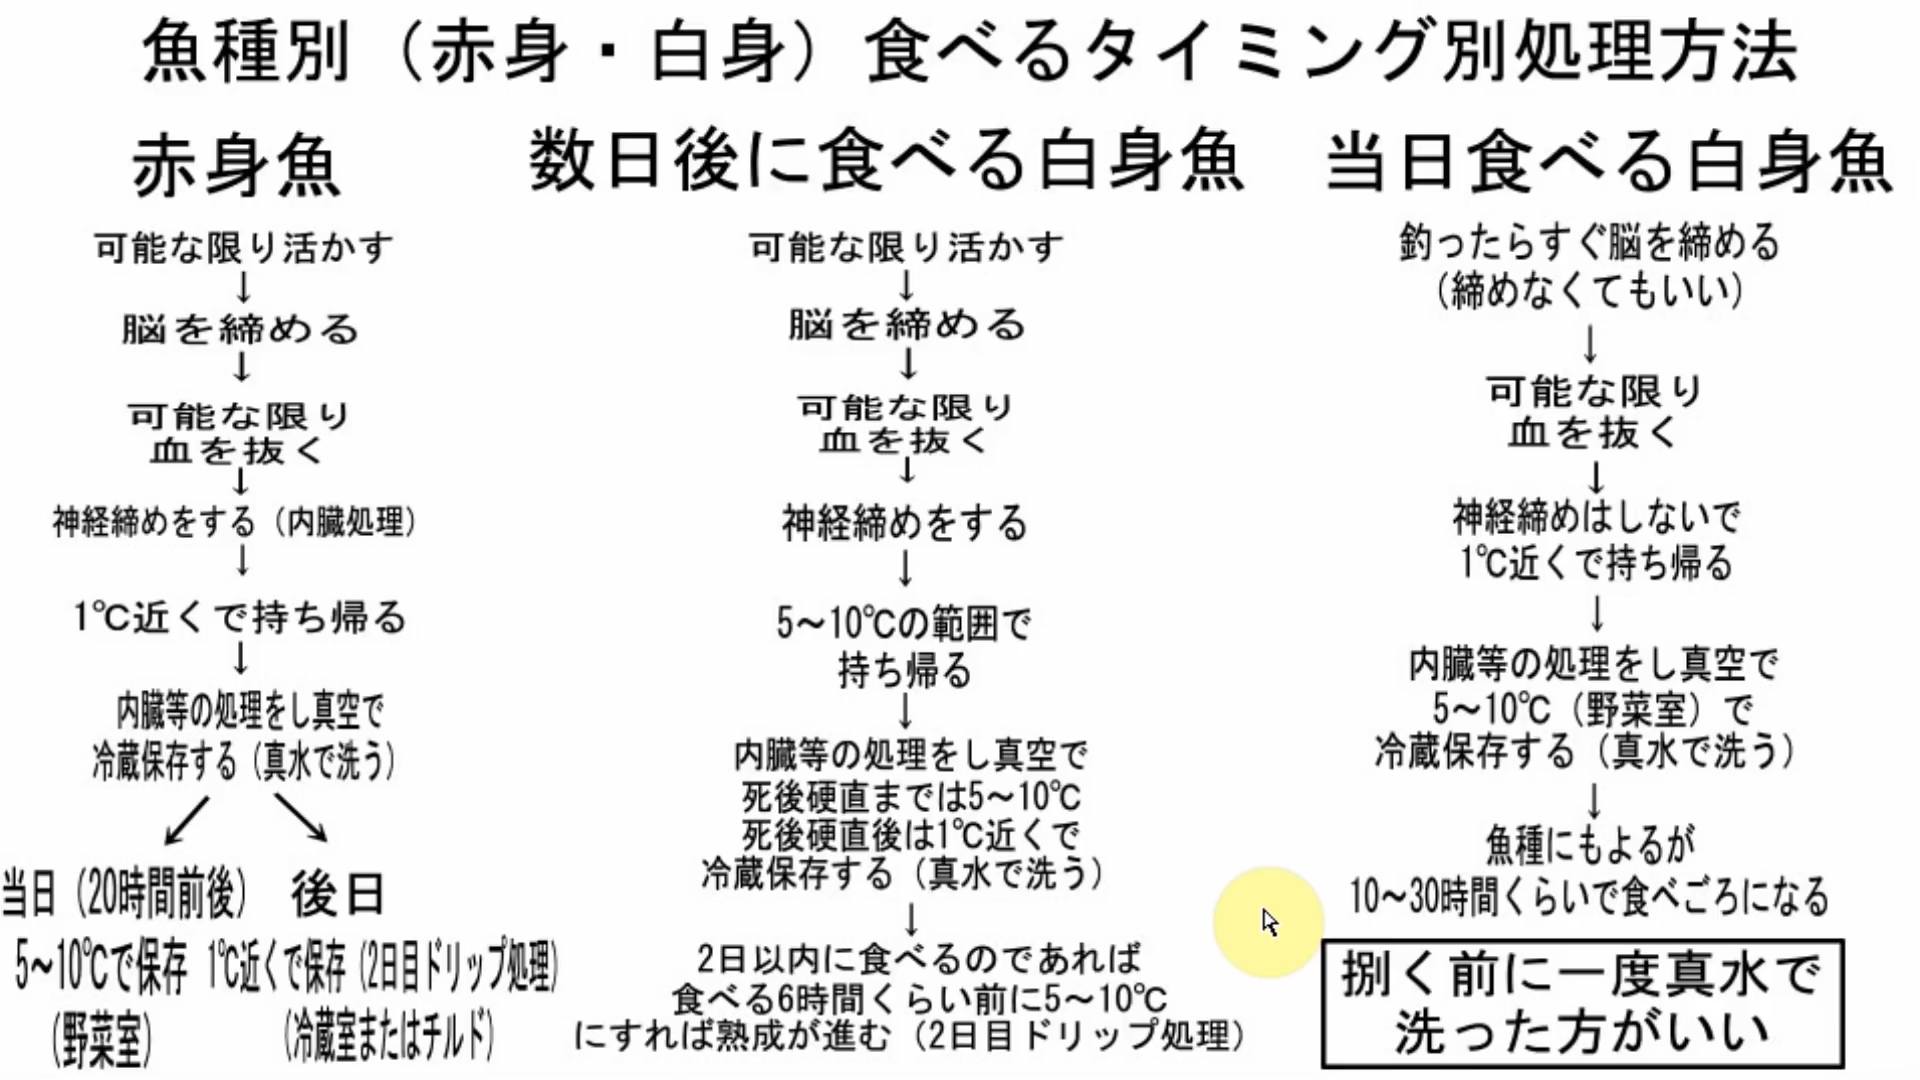 魚種別（赤身・白身）食べるタイミング別処理方法
赤身魚
可能な限り活かす
↓
脳を締める
↓
可能な限り
血を抜く
↓
神経締めをする（内臓処理）
↓
1℃近くで持ち帰る
↓
内臓等の処理をし真空で
冷蔵保存する（真水で洗う）
↙ ↘
当日（20時間前後）
5〜10℃で保存
（野菜室）
後日
1℃近くで保存（2日目ドリップ処理）
（冷蔵室またはチルド）
数日後に食べる白身魚
可能な限り活かす
↓
脳を締める
↓
可能な限り
血を抜く
↓
神経締めをする
↓
5〜10℃の範囲で
持ち帰る
↓
内臓等の処理をし真空で
死後硬直までは5〜10℃
死後硬直後は1℃近くで
冷蔵保存する（真水で洗う）
↓
2日以内に食べるのであれば
食べる6時間くらい前に5〜10℃
にすれば熟成が進む（2日目ドリップ処理）
当日食べる白身魚
釣ったらすぐ脳を締める
（締めなくてもいい）
↓
可能な限り
血を抜く
↓
神経締めはしないで
1℃近くで持ち帰る
↓
内臓等の処理をし真空で
5〜10℃（野菜室）で
冷蔵保存する（真水で洗う）
↓
魚種にもよるが
10〜30時間くらいで食べごろになる
捌く前に一度真水で
洗った方がいい